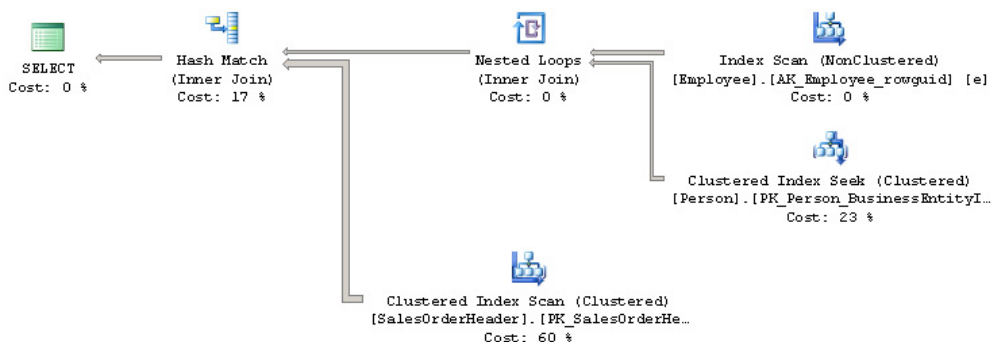 SELECT
Cost: 0 %
Hash Match
(Inner Join)
Cost: 17 %
Nested Loops
(Inner Join)
Cost: 0 %
Index Scan (NonClustered)
[Employee].[AK_Employee_rowguid] [e]
Cost: 0 %
Clustered Index Seek (Clustered)
[Person].[PK_Person_BusinessEntityI…
Cost: 23 %
Clustered Index Scan (Clustered)
[SalesOrderHeader].[PK_SalesOrderHe…
Cost: 60 %